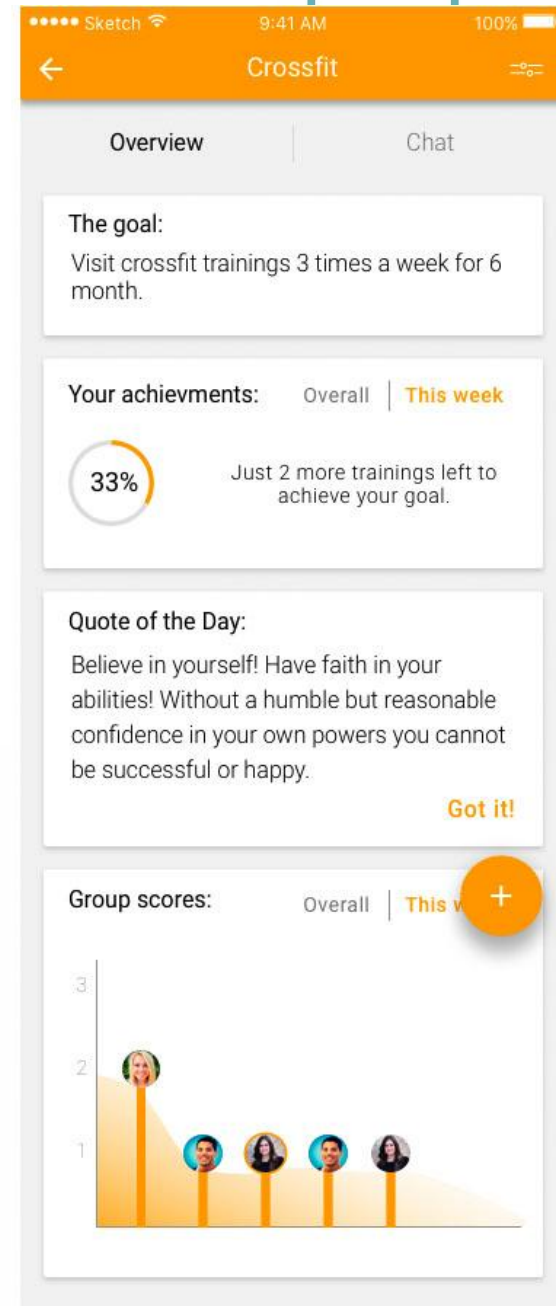 Sketch 9:41 AM 100%
Crossfit
Overview Chat
The goal:
Visit crossfit trainings 3 times a week for 6
month.
Your achievments: Overall This week
33%
Just 2 more trainings left to
achieve your goal.
Quote of the Day:
Believe in yourself! Have faith in your
abilities! Without a humble but reasonable
confidence in your own powers you cannot
be successful or happy.
Got it!
+
Group scores: Overall This
3
2
1